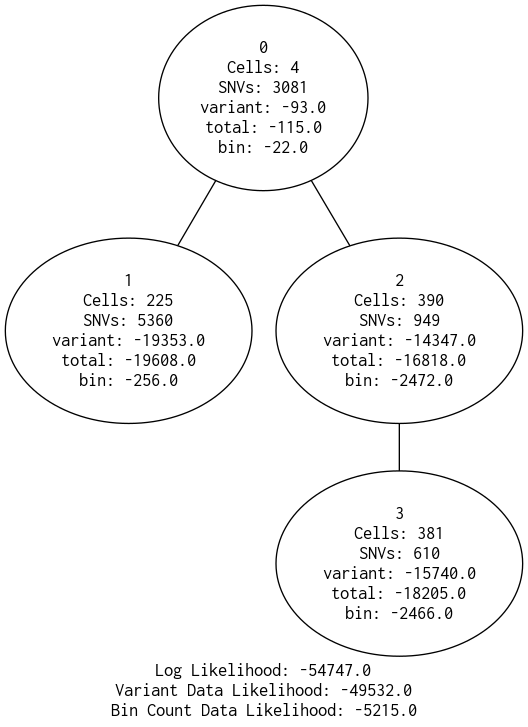 0
Cells: 4
SNVs: 3081
variant: -93.0
total: -115.0
bin: -22.0
1
Cells: 225
SNVs: 5360
variant: -19353.0
total: -19608.0
bin: -256.0
2
Cells: 390
SNVs: 949
variant: -14347.0
total: -16818.0
bin: -2472.0
3
Cells: 381
SNVs: 610
variant: -15740.0
total: -18205.0
bin: -2466.0
Log Likelihood: -54747.0
Variant Data Likelihood: -49532.0
Bin Count Data Likelihood: -5215.0